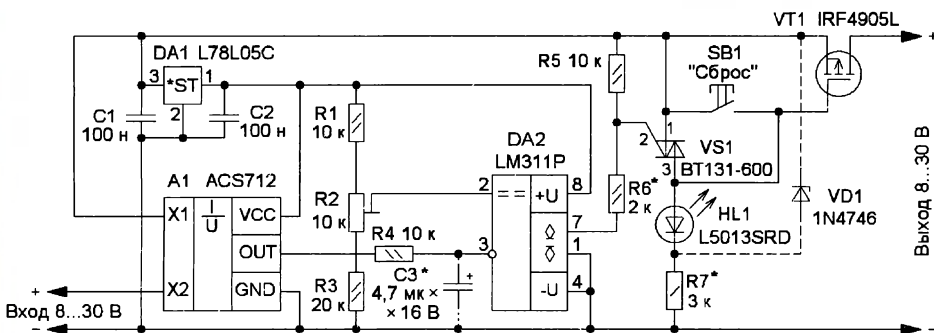 VT1 IRF4905L
+
DA1 L78L05C
3
*ST
1
2
R5 10 к
SB1
"Сброс"
C1
100 н
C2
100 н
R1
10 к
DA2
LM311P
2
1
3
VS1
BT131-600
A1 ACS712
X1
I
U
VCC
OUT
GND
X2
R2
10 к
2
==
+U
8
R6*
2 к
7
1
HL1
L5013SRD
VD1
1N4746
Выход 8...30 В
R4 10 к
3
C3*
+
4,7 мк ×
× 16 В
R3
20 к
-U
4
R7*
3 к
+
Вход 8...30 В
–
–